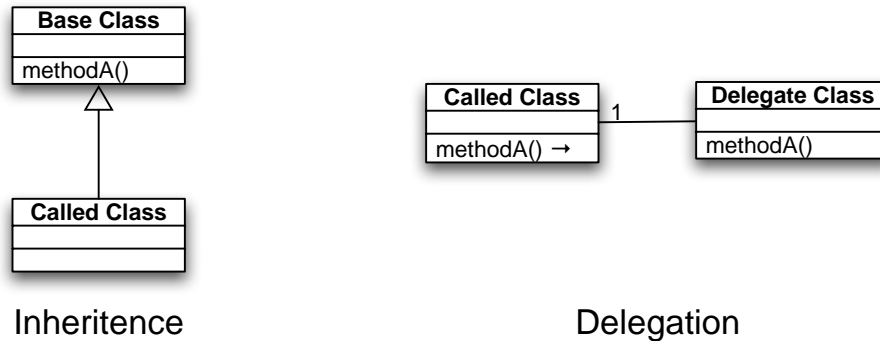 Base Class
methodA()
Called Class
Inheritence
Called Class
methodA() →
1
Delegate Class
methodA()
Delegation